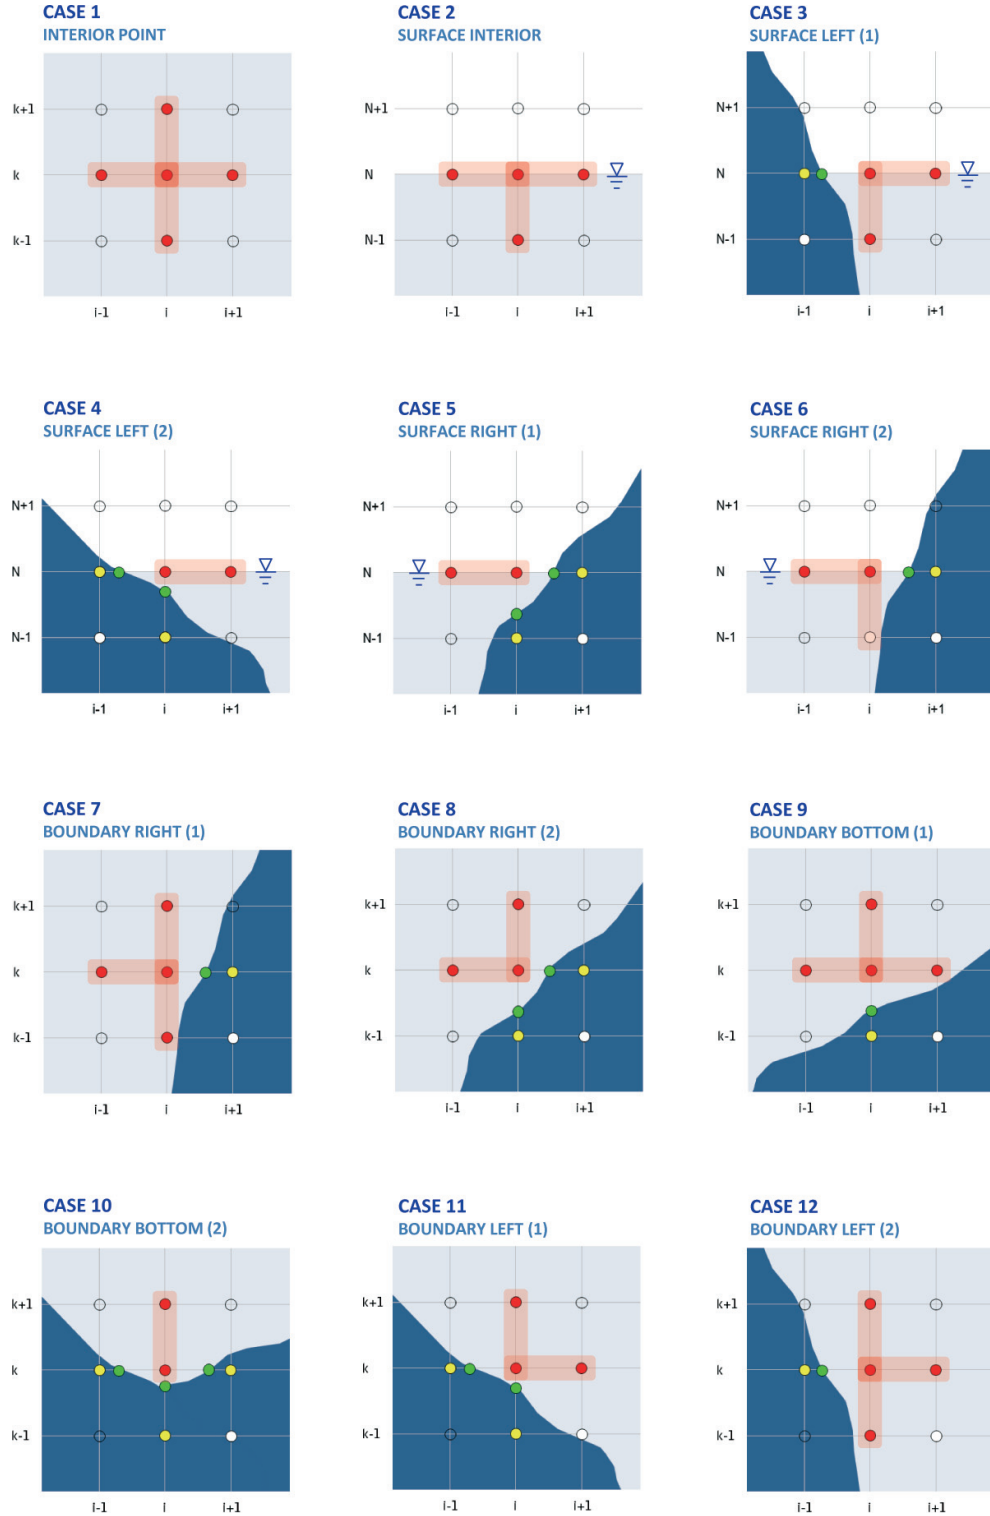 CASE 1
INTERIOR POINT
k+1
k
k-1
i-1 i i+1
CASE 2
SURFACE INTERIOR
N+1
N
N-1
i-1 i i+1
CASE 3
SURFACE LEFT (1)
N+1
N
N-1
i-1 i i+1
CASE 4
SURFACE LEFT (2)
N+1
N
N-1
i-1 i i+1
CASE 5
SURFACE RIGHT (1)
N+1
N
N-1
i-1 i i+1
CASE 6
SURFACE RIGHT (2)
N+1
N
N-1
i-1 i i+1
CASE 7
BOUNDARY RIGHT (1)
k+1
k
k-1
i-1 i i+1
CASE 8
BOUNDARY RIGHT (2)
k+1
k
k-1
i-1 i i+1
CASE 9
BOUNDARY BOTTOM (1)
k+1
k
k-1
i-1 i i+1
CASE 10
BOUNDARY BOTTOM (2)
k+1
k
k-1
i-1 i i+1
CASE 11
BOUNDARY LEFT (1)
k+1
k
k-1
i-1 i i+1
CASE 12
BOUNDARY LEFT (2)
k+1
k
k-1
i-1 i i+1